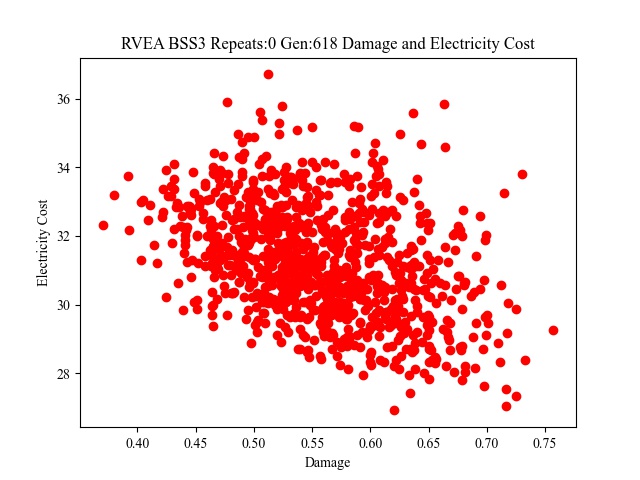 RVEA BSS3 Repeats:0 Gen:618 Damage and Electricity Cost
36
34
32
30
28
Electricity Cost
0.40 0.45 0.50 0.55 0.60 0.65 0.70 0.75
Damage